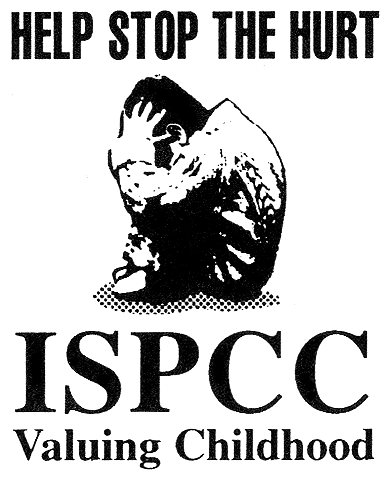 HELP STOP THE HURT
ISPCC
Valuing Childhood